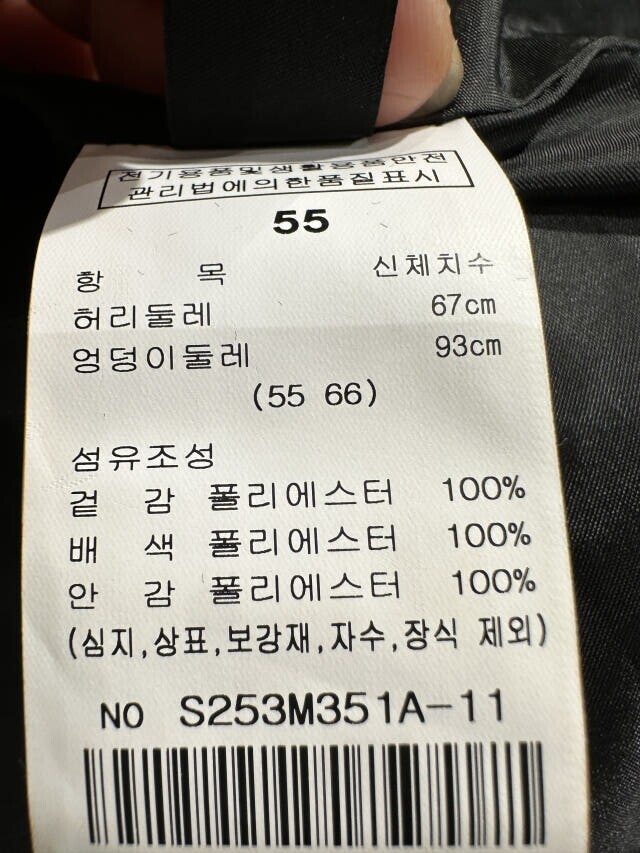 전기용품및생활용품안전
관리법에의한품질표시
55
항 목 신체치수
허리둘레 67cm
엉덩이둘레 93cm
(55 66)
섬유조성
겉 감 폴리에스터 100%
배 색 폴리에스터 100%
안 감 폴리에스터 100%
(심지,상표,보강재,자수,장식 제외)
NO S253M351A-11